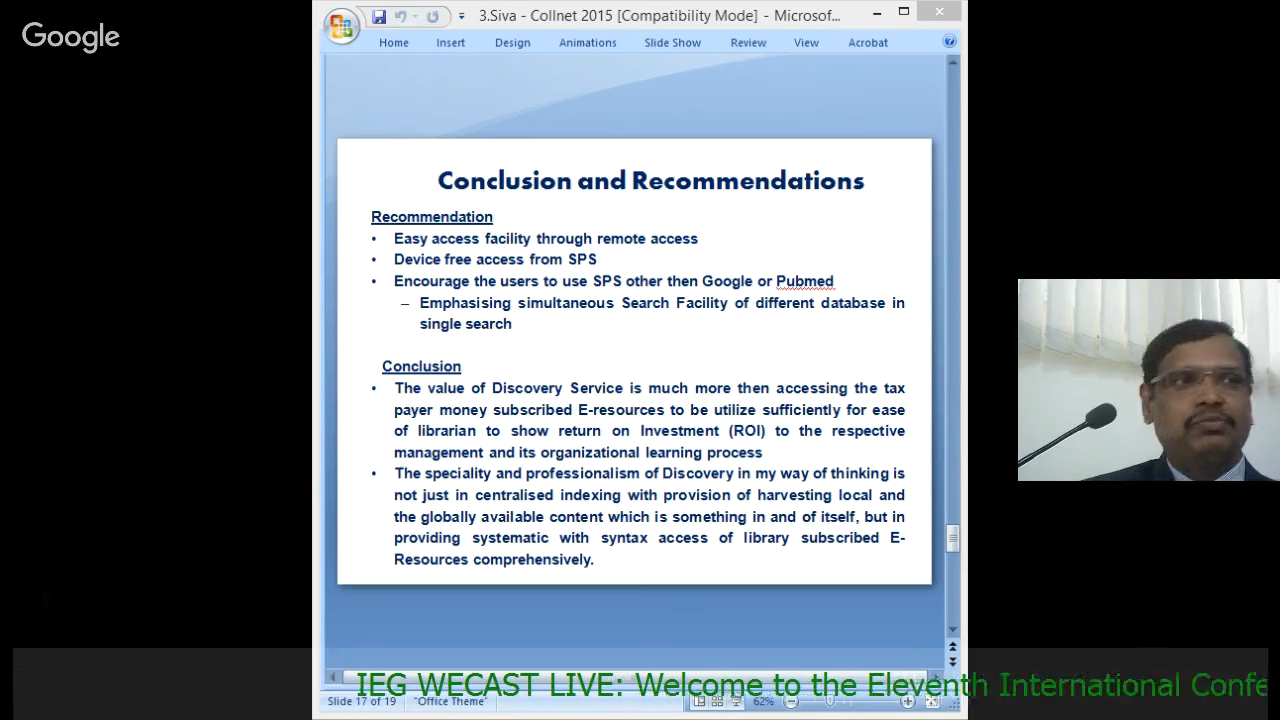 Google
3.Siva - Collnet 2015 [Compatibility Mode] - Microsof...
Home Insert Design Animations Slide Show Review View Acrobat
Conclusion and Recommendations
Recommendation
• Easy access facility through remote access
• Device free access from SPS
• Encourage the users to use SPS other then Google or Pubmed
– Emphasising simultaneous Search Facility of different database in
single search
Conclusion
• The value of Discovery Service is much more then accessing the tax
payer money subscribed E-resources to be utilize sufficiently for ease
of librarian to show return on Investment (ROI) to the respective
management and its organizational learning process
• The speciality and professionalism of Discovery in my way of thinking is
not just in centralised indexing with provision of harvesting local and
the globally available content which is something in and of itself, but in
providing systematic with syntax access of library subscribed E-
Resources comprehensively.
IEG WECAST LIVE: Welcome to the Eleventh International Confe
Slide 17 of 19 "Office Theme" 62%